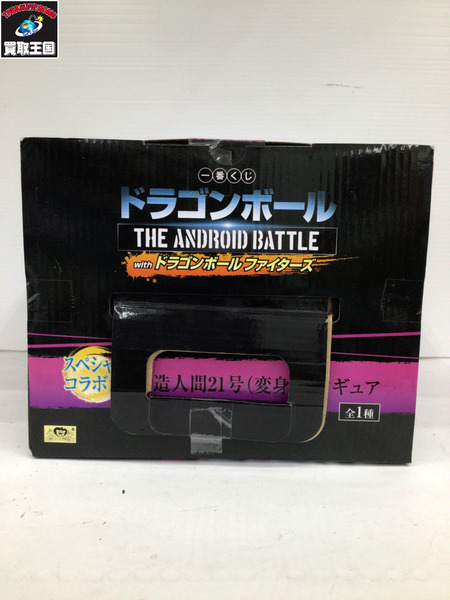 買取王国
一番くじ
ドラゴンボール
THE ANDROID BATTLE
with ドラゴンボール ファイターズ
スペシャ
コラボ
造人間21号(変身
ギュア
全1種